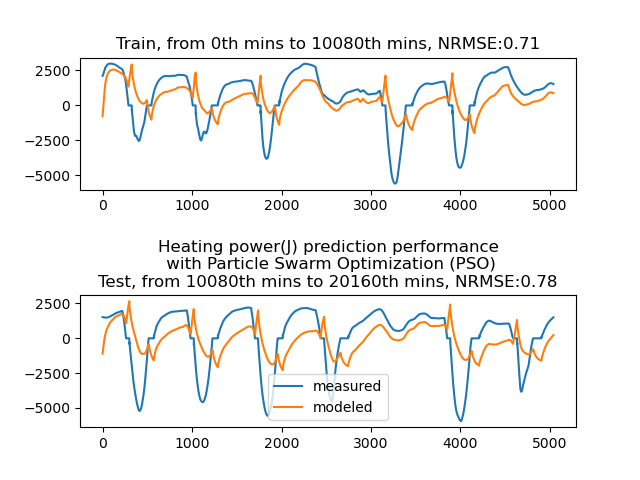 Train, from 0th mins to 10080th mins, NRMSE:0.71
2500
0
−2500
−5000
0 1000 2000 3000 4000 5000
Heating power(J) prediction performance
with Particle Swarm Optimization (PSO)
Test, from 10080th mins to 20160th mins, NRMSE:0.78
2500
0
−2500
−5000
measured
modeled
0 1000 2000 3000 4000 5000